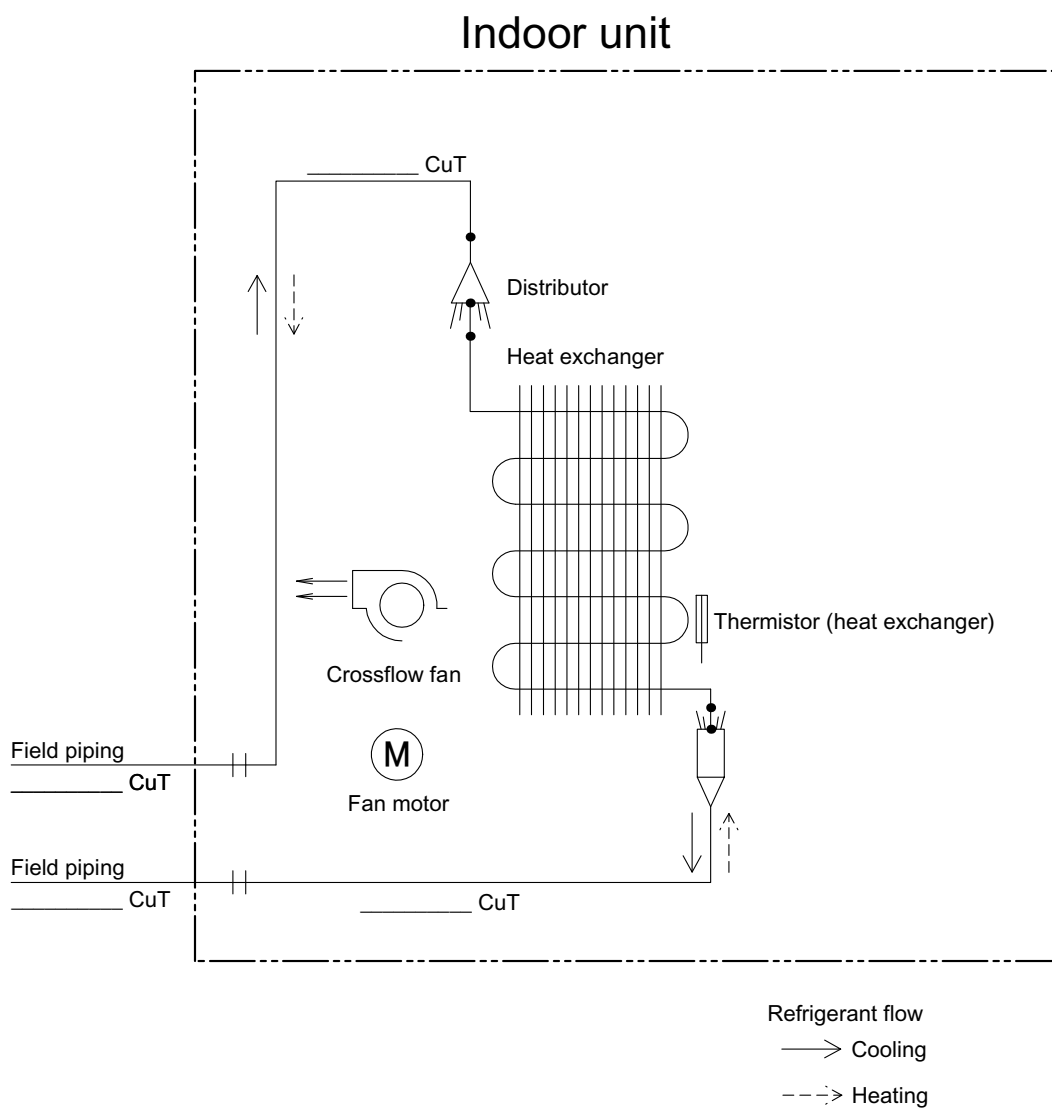 Indoor unit
_________ CuT
Distributor
Heat exchanger
Thermistor (heat exchanger)
Crossflow fan
M
Fan motor
Field piping
_________ CuT
Field piping
_________ CuT
_________ CuT
Refrigerant flow
Cooling
Heating